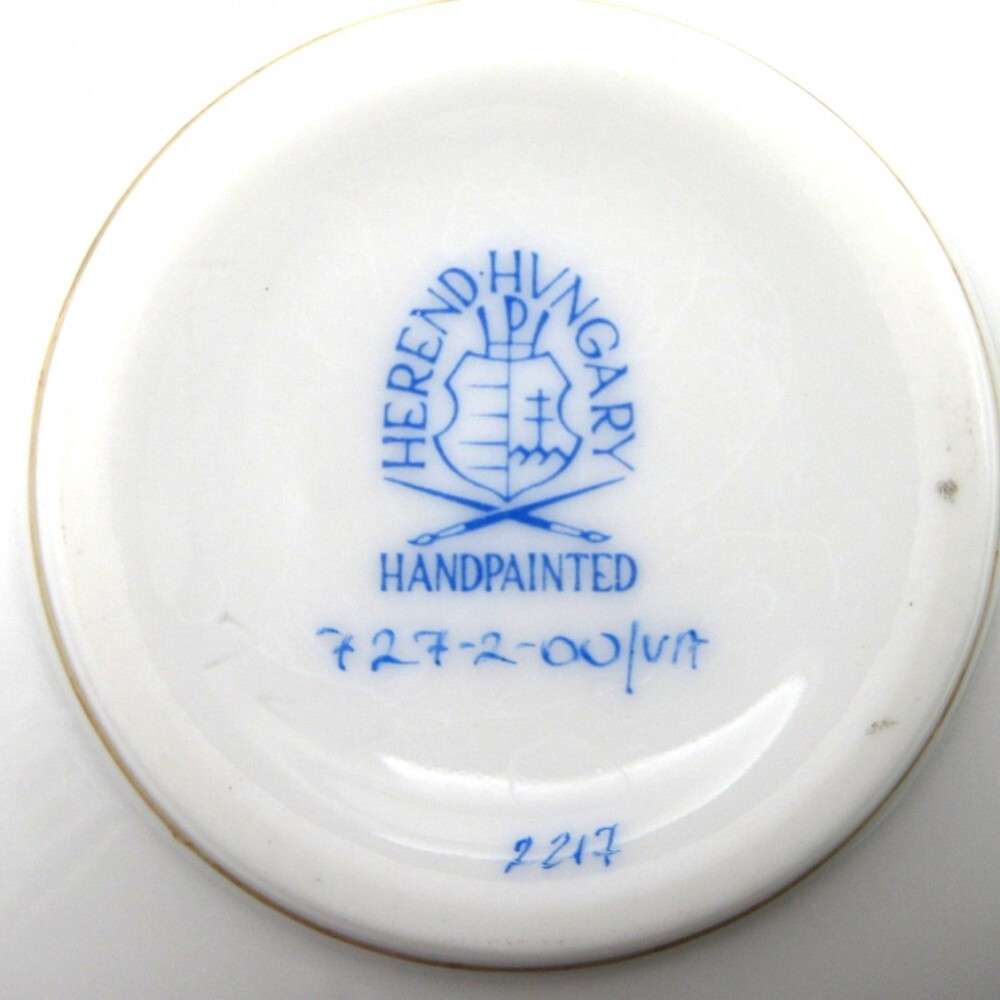 HEREND·HVNGARY
HANDPAINTED
727-2-00/VA
2217